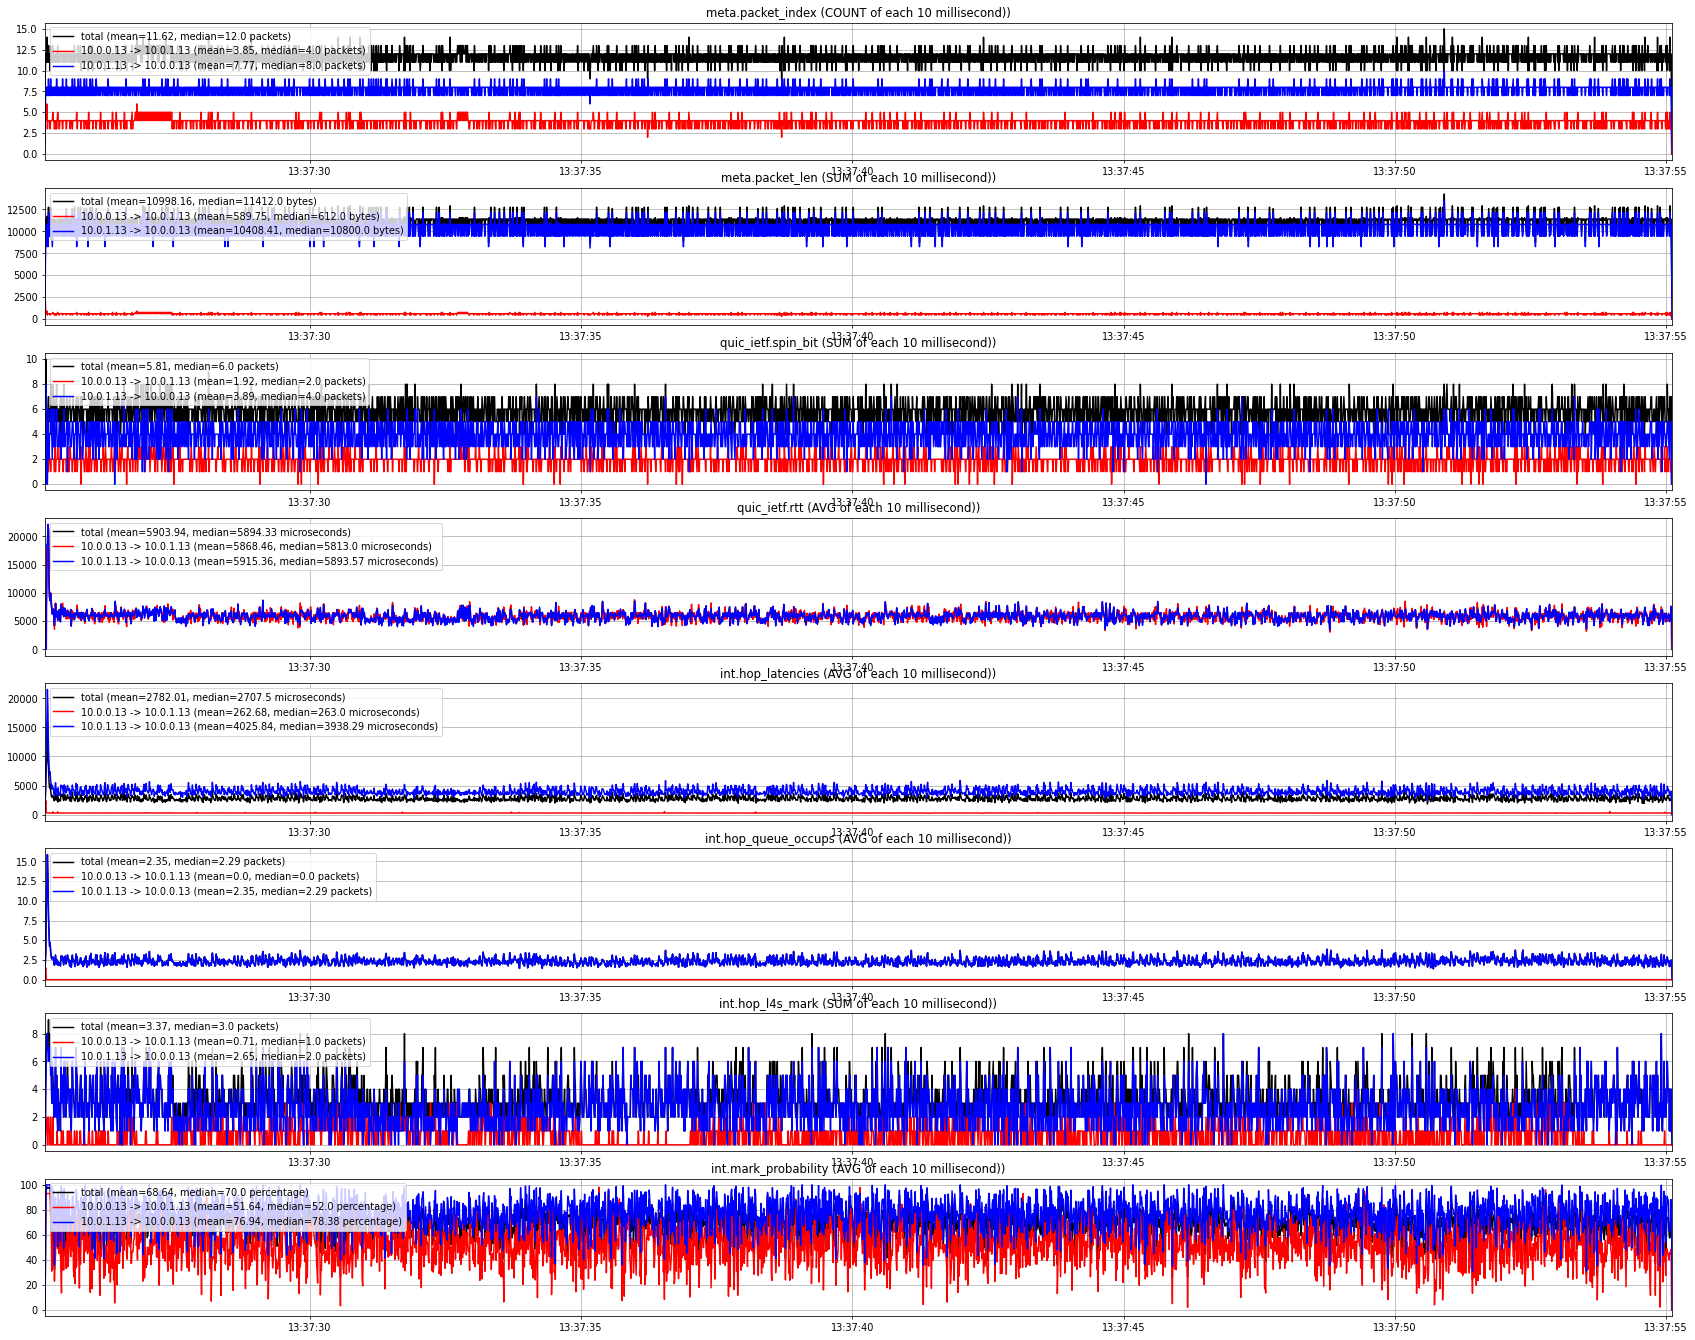 meta.packet_index (COUNT of each 10 millisecond))
total (mean=11.62, median=12.0 packets)
10.0.0.13 -> 10.0.1.13 (mean=3.85, median=4.0 packets)
10.0.1.13 -> 10.0.0.13 (mean=7.77, median=8.0 packets)
15.0
12.5
10.0
7.5
5.0
2.5
0.0
13:37:30 13:37:35 13:37:40 13:37:45 13:37:50 13:37:55
meta.packet_len (SUM of each 10 millisecond))
total (mean=10998.16, median=11412.0 bytes)
10.0.0.13 -> 10.0.1.13 (mean=589.75, median=612.0 bytes)
10.0.1.13 -> 10.0.0.13 (mean=10408.41, median=10800.0 bytes)
12500
10000
7500
5000
2500
0
13:37:30 13:37:35 13:37:40 13:37:45 13:37:50 13:37:55
quic_ietf.spin_bit (SUM of each 10 millisecond))
total (mean=5.81, median=6.0 packets)
10.0.0.13 -> 10.0.1.13 (mean=1.92, median=2.0 packets)
10.0.1.13 -> 10.0.0.13 (mean=3.89, median=4.0 packets)
10
8
6
4
2
0
13:37:30 13:37:35 13:37:40 13:37:45 13:37:50 13:37:55
quic_ietf.rtt (AVG of each 10 millisecond))
total (mean=5903.94, median=5894.33 microseconds)
10.0.0.13 -> 10.0.1.13 (mean=5868.46, median=5813.0 microseconds)
10.0.1.13 -> 10.0.0.13 (mean=5915.36, median=5893.57 microseconds)
20000
15000
10000
5000
0
13:37:30 13:37:35 13:37:40 13:37:45 13:37:50 13:37:55
int.hop_latencies (AVG of each 10 millisecond))
total (mean=2782.01, median=2707.5 microseconds)
10.0.0.13 -> 10.0.1.13 (mean=262.68, median=263.0 microseconds)
10.0.1.13 -> 10.0.0.13 (mean=4025.84, median=3938.29 microseconds)
20000
15000
10000
5000
0
13:37:30 13:37:35 13:37:40 13:37:45 13:37:50 13:37:55
int.hop_queue_occups (AVG of each 10 millisecond))
total (mean=2.35, median=2.29 packets)
10.0.0.13 -> 10.0.1.13 (mean=0.0, median=0.0 packets)
10.0.1.13 -> 10.0.0.13 (mean=2.35, median=2.29 packets)
15.0
12.5
10.0
7.5
5.0
2.5
0.0
13:37:30 13:37:35 13:37:40 13:37:45 13:37:50 13:37:55
int.hop_l4s_mark (SUM of each 10 millisecond))
total (mean=3.37, median=3.0 packets)
10.0.0.13 -> 10.0.1.13 (mean=0.71, median=1.0 packets)
10.0.1.13 -> 10.0.0.13 (mean=2.65, median=2.0 packets)
8
6
4
2
0
13:37:30 13:37:35 13:37:40 13:37:45 13:37:50 13:37:55
int.mark_probability (AVG of each 10 millisecond))
total (mean=68.64, median=70.0 percentage)
10.0.0.13 -> 10.0.1.13 (mean=51.64, median=52.0 percentage)
10.0.1.13 -> 10.0.0.13 (mean=76.94, median=78.38 percentage)
100
80
60
40
20
0
13:37:30 13:37:35 13:37:40 13:37:45 13:37:50 13:37:55